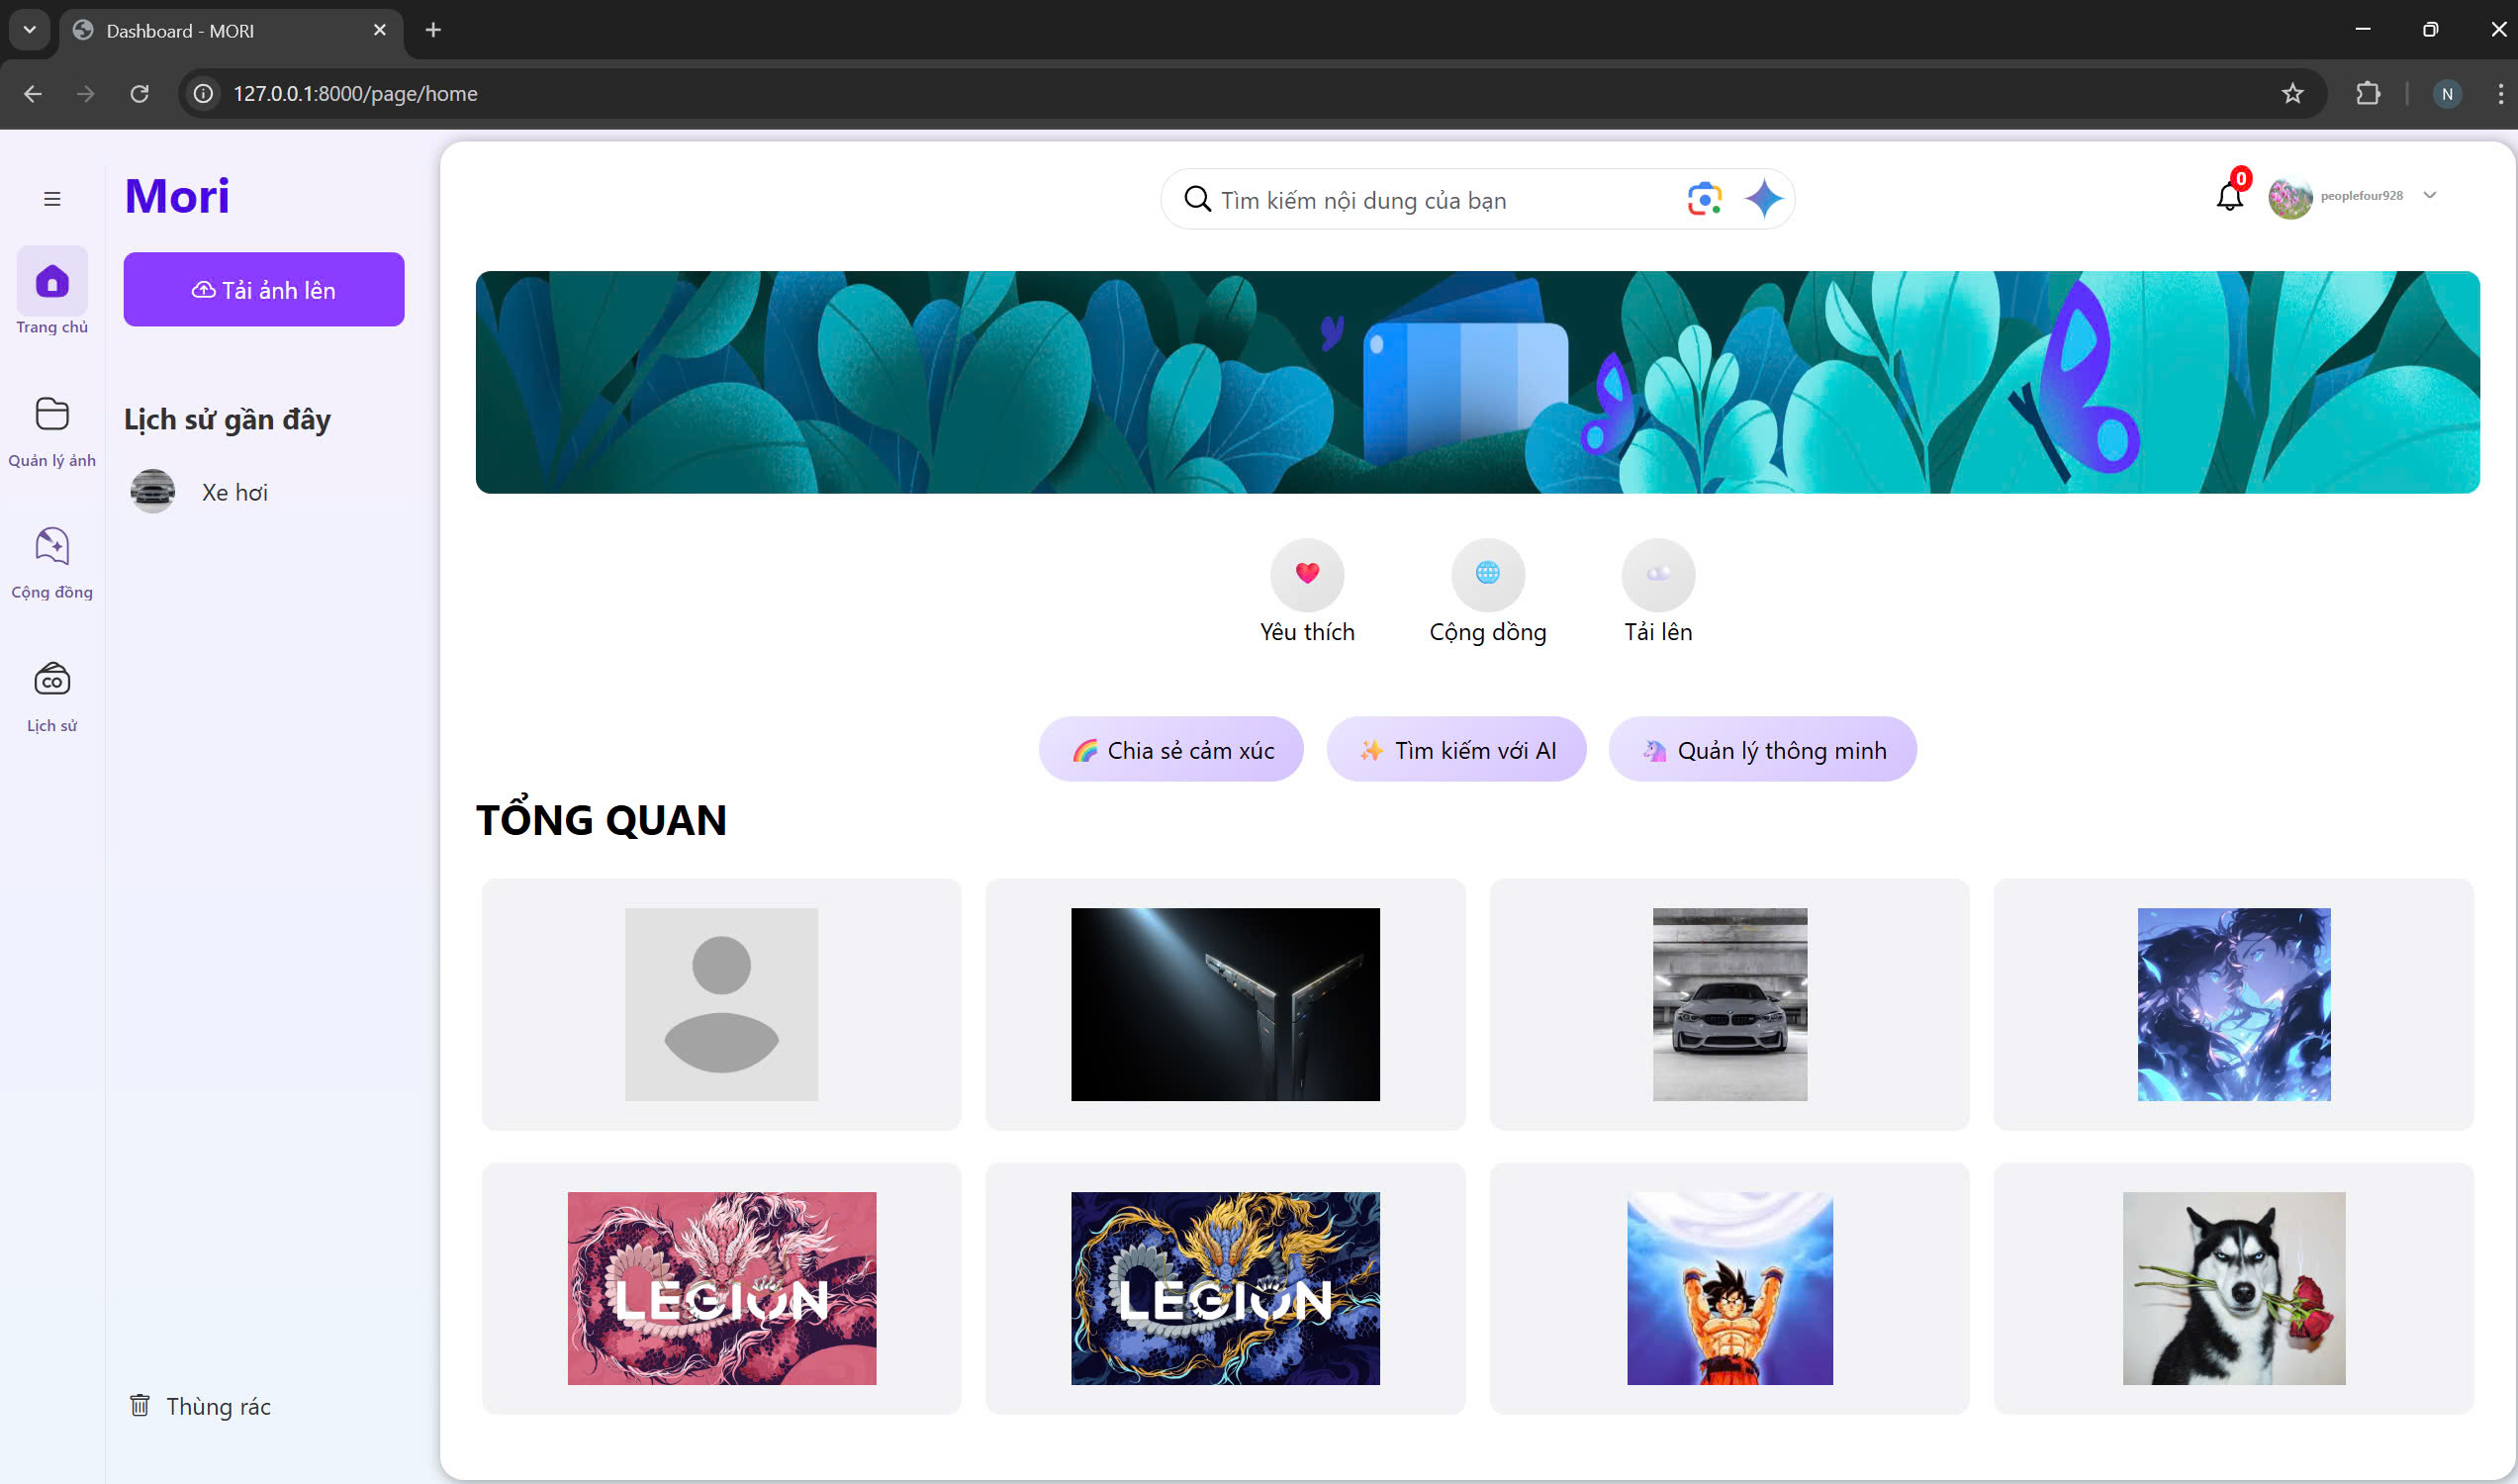 Dashboard - MORI
127.0.0.1:8000/page/home
N
Mori
Tải ảnh lên
Trang chủ
Quản lý ảnh
Cộng đồng
Lịch sử
Lịch sử gần đây
Xe hơi
Thùng rác
Tìm kiếm nội dung của bạn
0
peoplefour928
Yêu thích
Cộng đồng
Tải lên
🌈 Chia sẻ cảm xúc
✨ Tìm kiếm với AI
🦄 Quản lý thông minh
TỔNG QUAN
LEGION
LEGION
CO